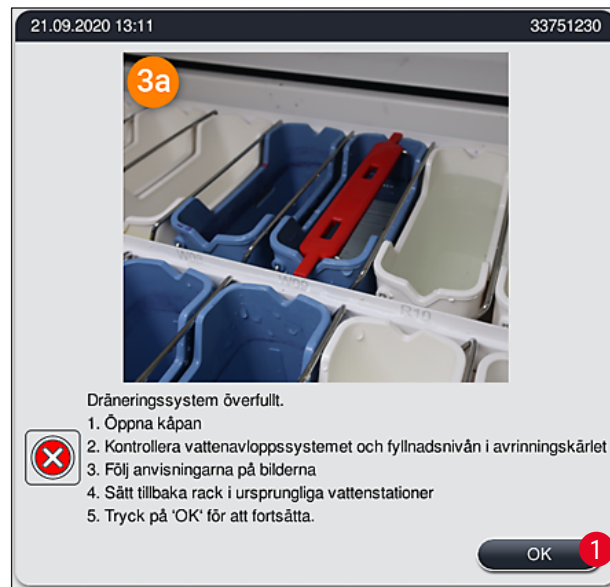 21.09.2020 13:11 33751230
3a
W09
R10
Dräneringssystem överfullt.
1. Öppna kåpan
2. Kontrollera vattenavloppssystemet och fyllnadsnivån i avrinningskärlet
3. Följ anvisningarna på bilderna
4. Sätt tillbaka rack i ursprungliga vattenstationer
5. Tryck på 'OK' för att fortsätta.
OK 1